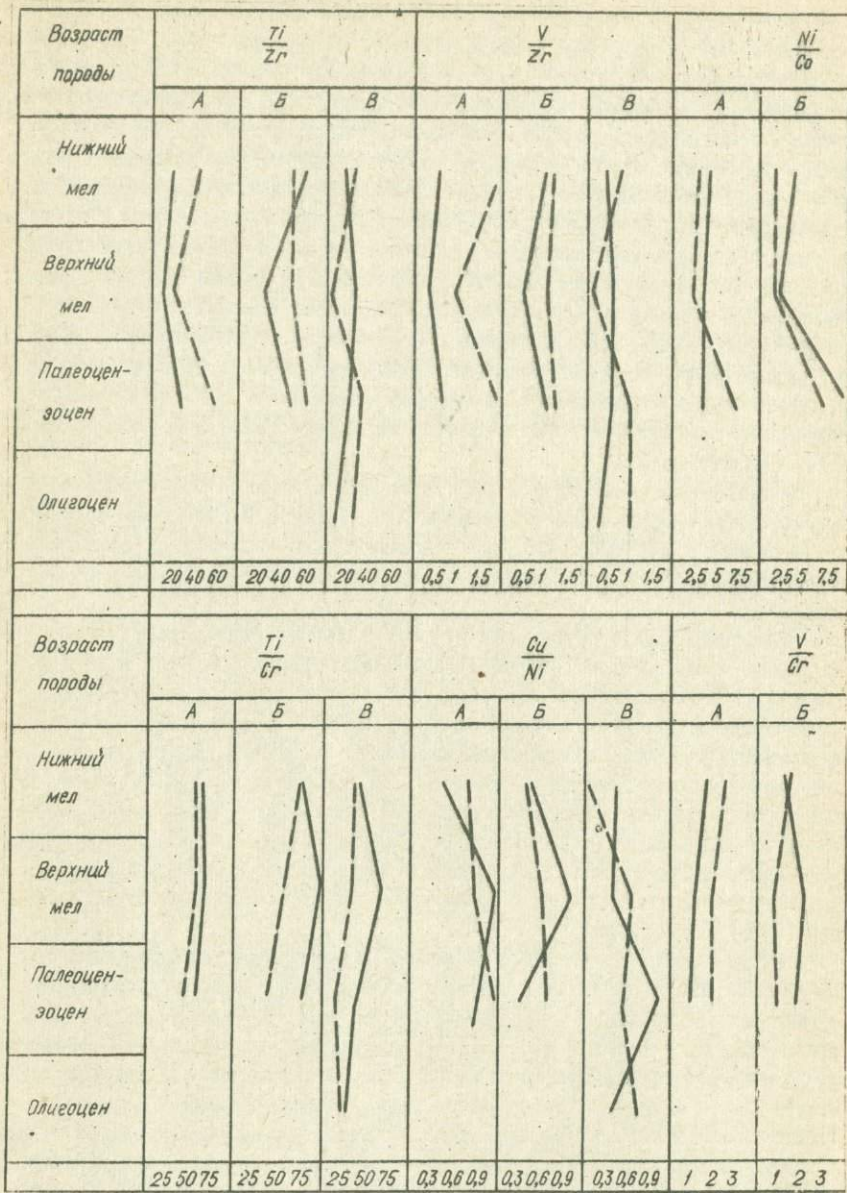 Возраст породы
Ti/Zr
V/Zr
Ni/Co
А Б В А Б В А Б
Нижний
мел
Верхний
мел
Палеоцен-
эоцен
Олигоцен
20 40 60 20 40 60 20 40 60 0,5 1 1,5 0,5 1 1,5 0,5 1 1,5 2,5 5 7,5 2,5 5 7,5
Возраст породы
Ti/Cr
Cu/Ni
V/Cr
А Б В А Б В А Б
Нижний
мел
Верхний
мел
Палеоцен-
эоцен
Олигоцен
25 50 75 25 50 75 25 50 75 0,3 0,6 0,9 0,3 0,6 0,9 0,3 0,6 0,9 1 2 3 1 2 3